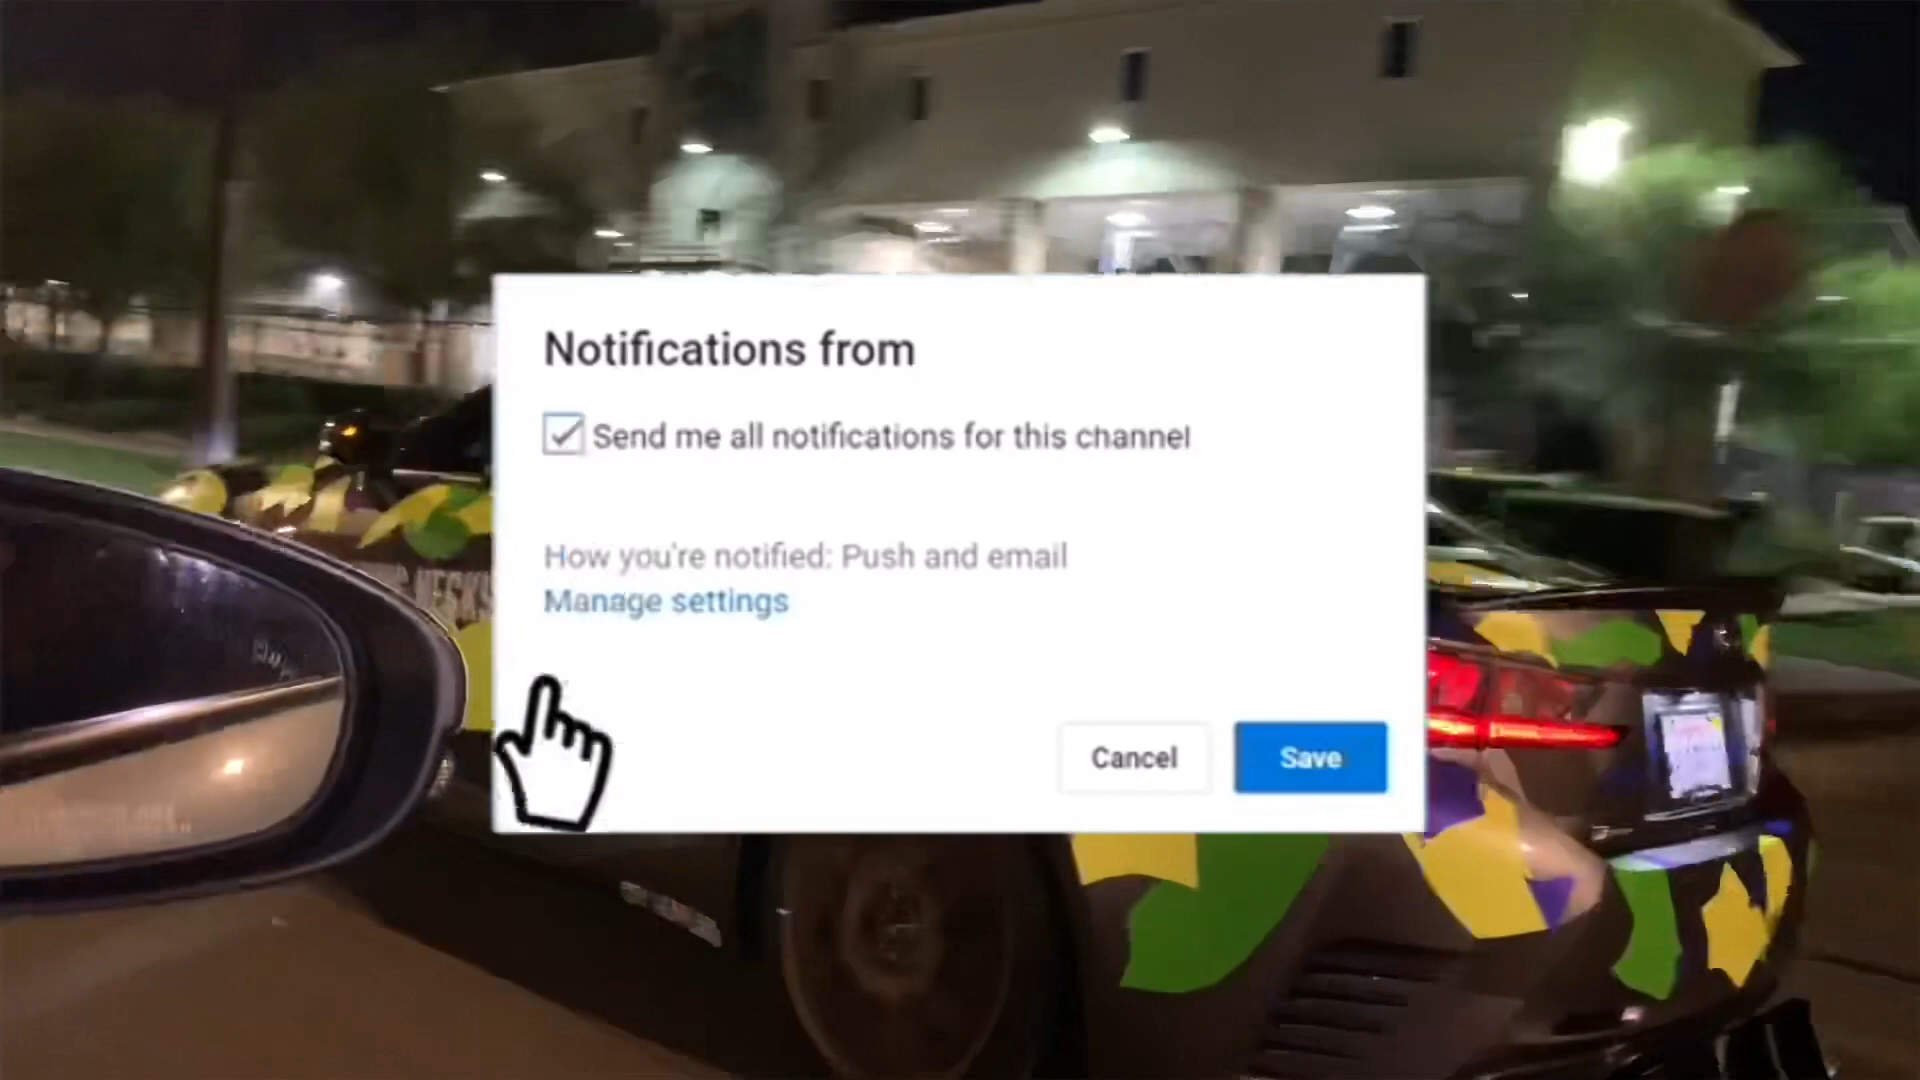 Notifications from
Send me all notifications for this channel
How you're notified: Push and email
Manage settings
Cancel
Save